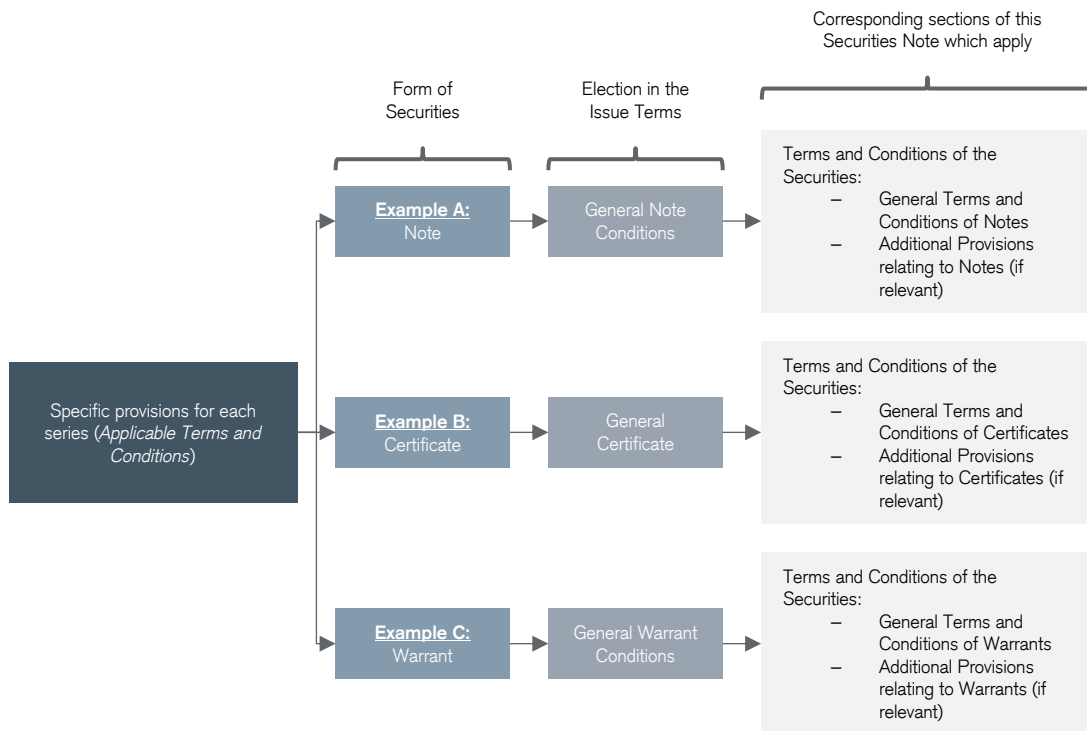 Corresponding sections of this
Securities Note which apply
Form of
Securities
Election in the
Issue Terms
Example A:
Note
General Note
Conditions
Terms and Conditions of the
Securities:
– General Terms and
Conditions of Notes
– Additional Provisions
relating to Notes (if
relevant)
Specific provisions for each
series (Applicable Terms and
Conditions)
Example B:
Certificate
General
Certificate
Terms and Conditions of the
Securities:
– General Terms and
Conditions of Certificates
– Additional Provisions
relating to Certificates (if
relevant)
Example C:
Warrant
General Warrant
Conditions
Terms and Conditions of the
Securities:
– General Terms and
Conditions of Warrants
– Additional Provisions
relating to Warrants (if
relevant)